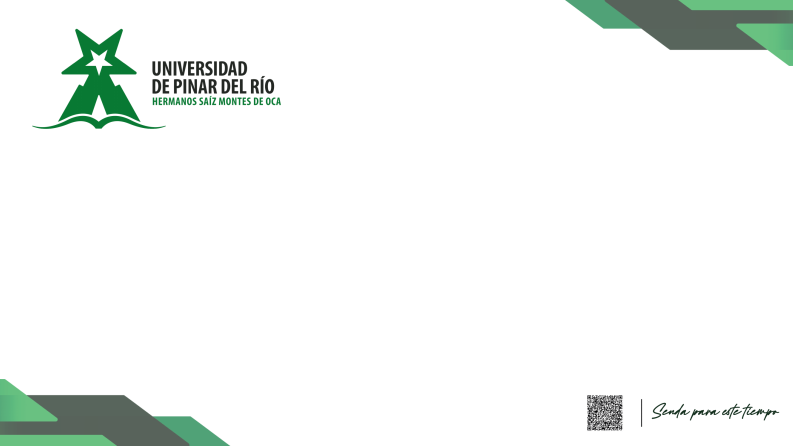 UNIVERSIDAD
DE PINAR DEL RÍO
HERMANOS SAÍZ MONTES DE OCA
Senda para este tiempo